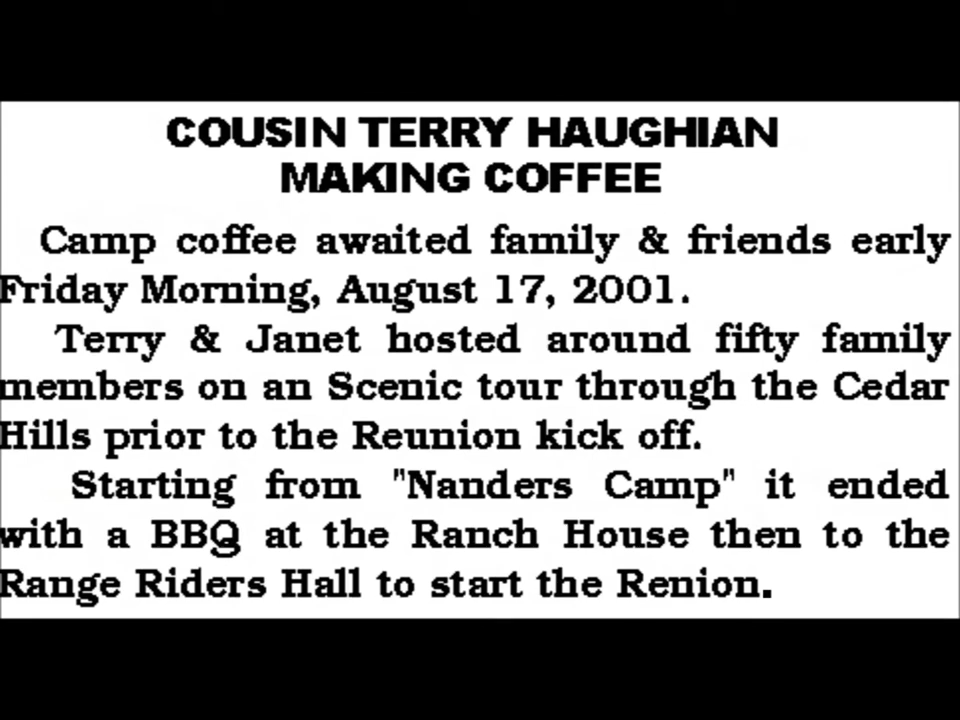 COUSIN TERRY HAUGHIAN
MAKING COFFEE
Camp coffee awaited family & friends early
Friday Morning, August 17, 2001.
Terry & Janet hosted around fifty family
members on an Scenic tour through the Cedar
Hills prior to the Reunion kick off.
Starting from "Nanders Camp" it ended
with a BBQ at the Ranch House then to the
Range Riders Hall to start the Renion.